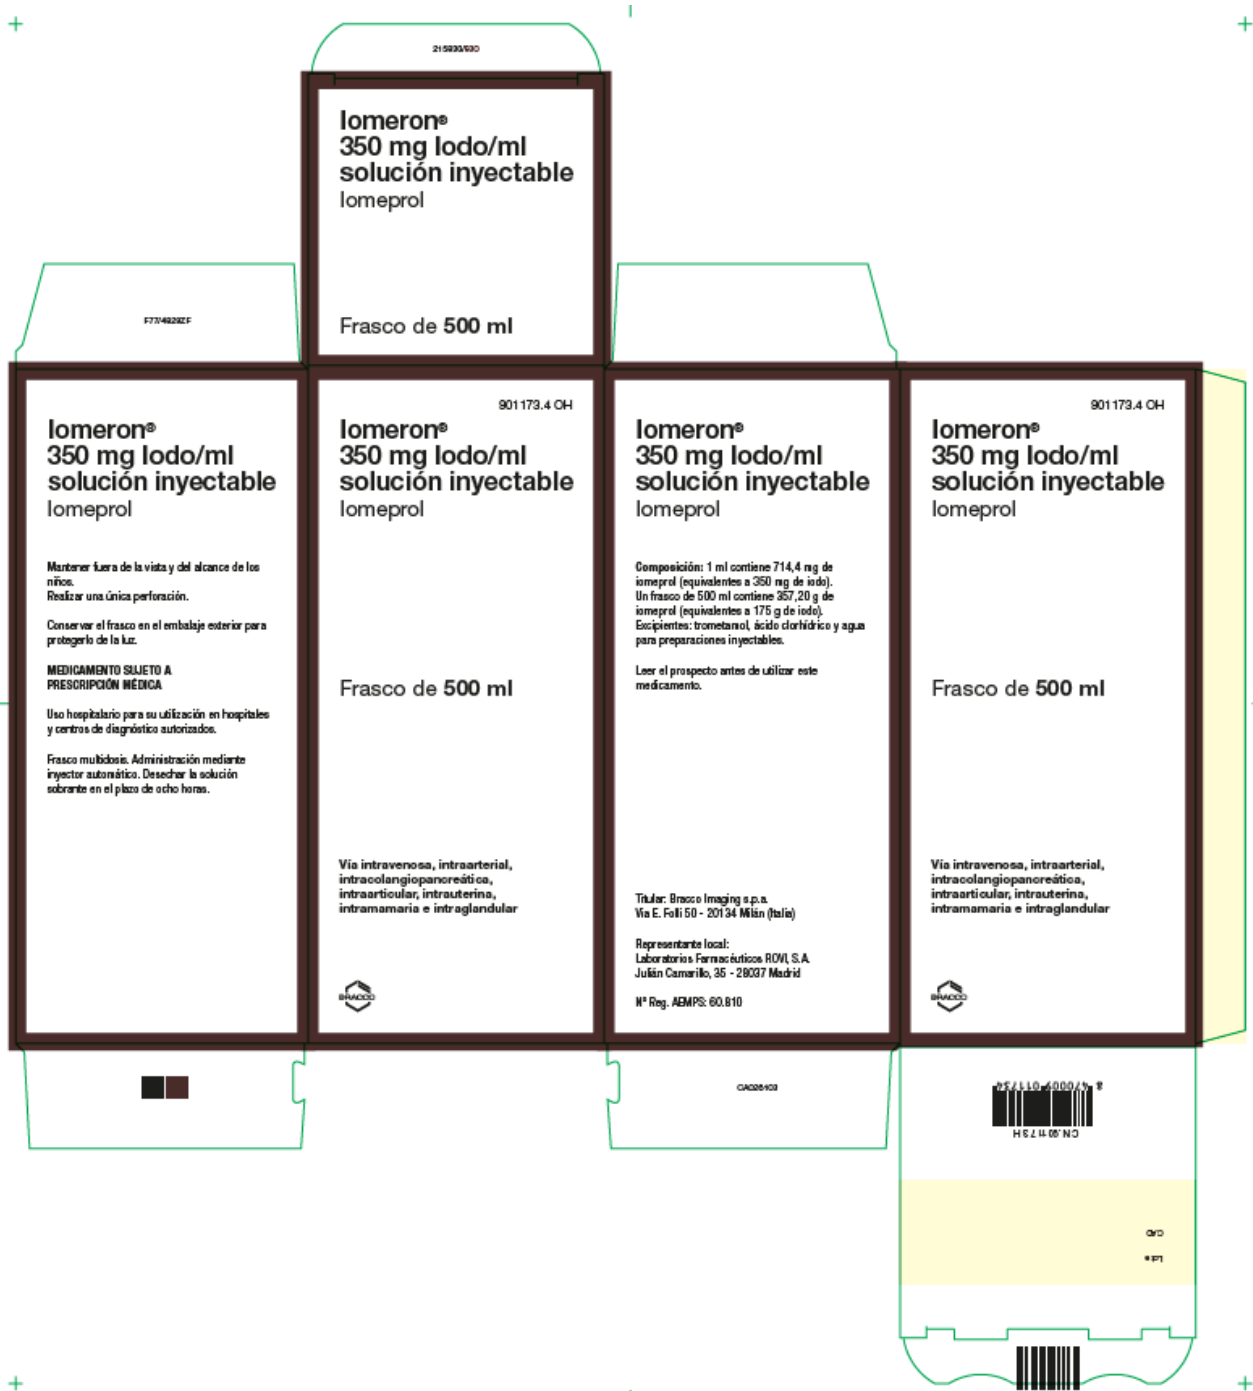 215830/830
Iomeron®
350 mg Iodo/ml
solución inyectable
Iomeprol
Frasco de 500 ml
Iomeron®
350 mg Iodo/ml
solución inyectable
Iomeprol
Mantener fuera de la vista y del alcance de los
niños.
Realizar una única perforación.
Conservar el frasco en el embalaje exterior para
protegerlo de la luz.
MEDICAMENTO SUJETO A
PRESCRIPCIÓN MÉDICA
Uso hospitalario para su utilización en hospitales
y centros de diagnóstico autorizados.
Frasco multidosis. Administración mediante
inyector automático. Desechar la solución
sobrante en el plazo de ocho horas.
901173.4 OH
Iomeron®
350 mg Iodo/ml
solución inyectable
Iomeprol
Frasco de 500 ml
Vía intravenosa, intraarterial,
intracolangiopancreática,
intraarticular, intrauterina,
intramamaria e intraglandular
BRACCO
Iomeron®
350 mg Iodo/ml
solución inyectable
Iomeprol
Composición: 1 ml contiene 714,4 mg de
iomeprol (equivalentes a 350 mg de iodo).
Un frasco de 500 ml contiene 357,20 g de
iomeprol (equivalentes a 175 g de iodo).
Excipientes: trometamol, ácido clorhídrico y agua
para preparaciones inyectables.
Leer el prospecto antes de utilizar este
medicamento.
Titular: Bracco Imaging s.p.a.
Via E. Folli 50 - 20134 Milán (Italia)
Representante local:
Laboratorios Farmacéuticos ROVI, S.A.
Julián Camarillo, 35 - 28037 Madrid
Nº Reg. AEMPS: 60.810
901173.4 OH
Iomeron®
350 mg Iodo/ml
solución inyectable
Iomeprol
Frasco de 500 ml
Vía intravenosa, intraarterial,
intracolangiopancreática,
intraarticular, intrauterina,
intramamaria e intraglandular
BRACCO
8 470009 011734
CAD
Lote